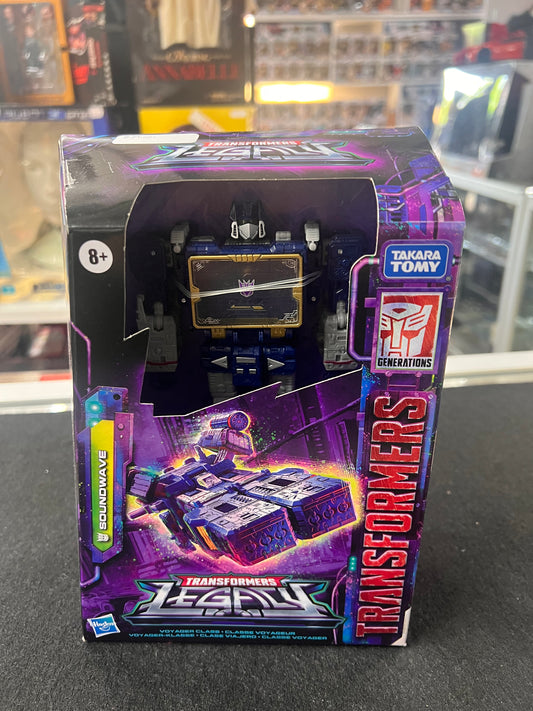 ANNABELLE
TRANSFORMERS
LEGACY
8+
TAKARA
TOMY
GENERATIONS
TRANSFORMERS
SOUNDWAVE
TRANSFORMERS
LEGACY
Hasbro
VOYAGER CLASS • CLASSE VOYAGEUR
VOYAGER-KLASSE • CLASE VIAJERO • CLASSE VOYAGER